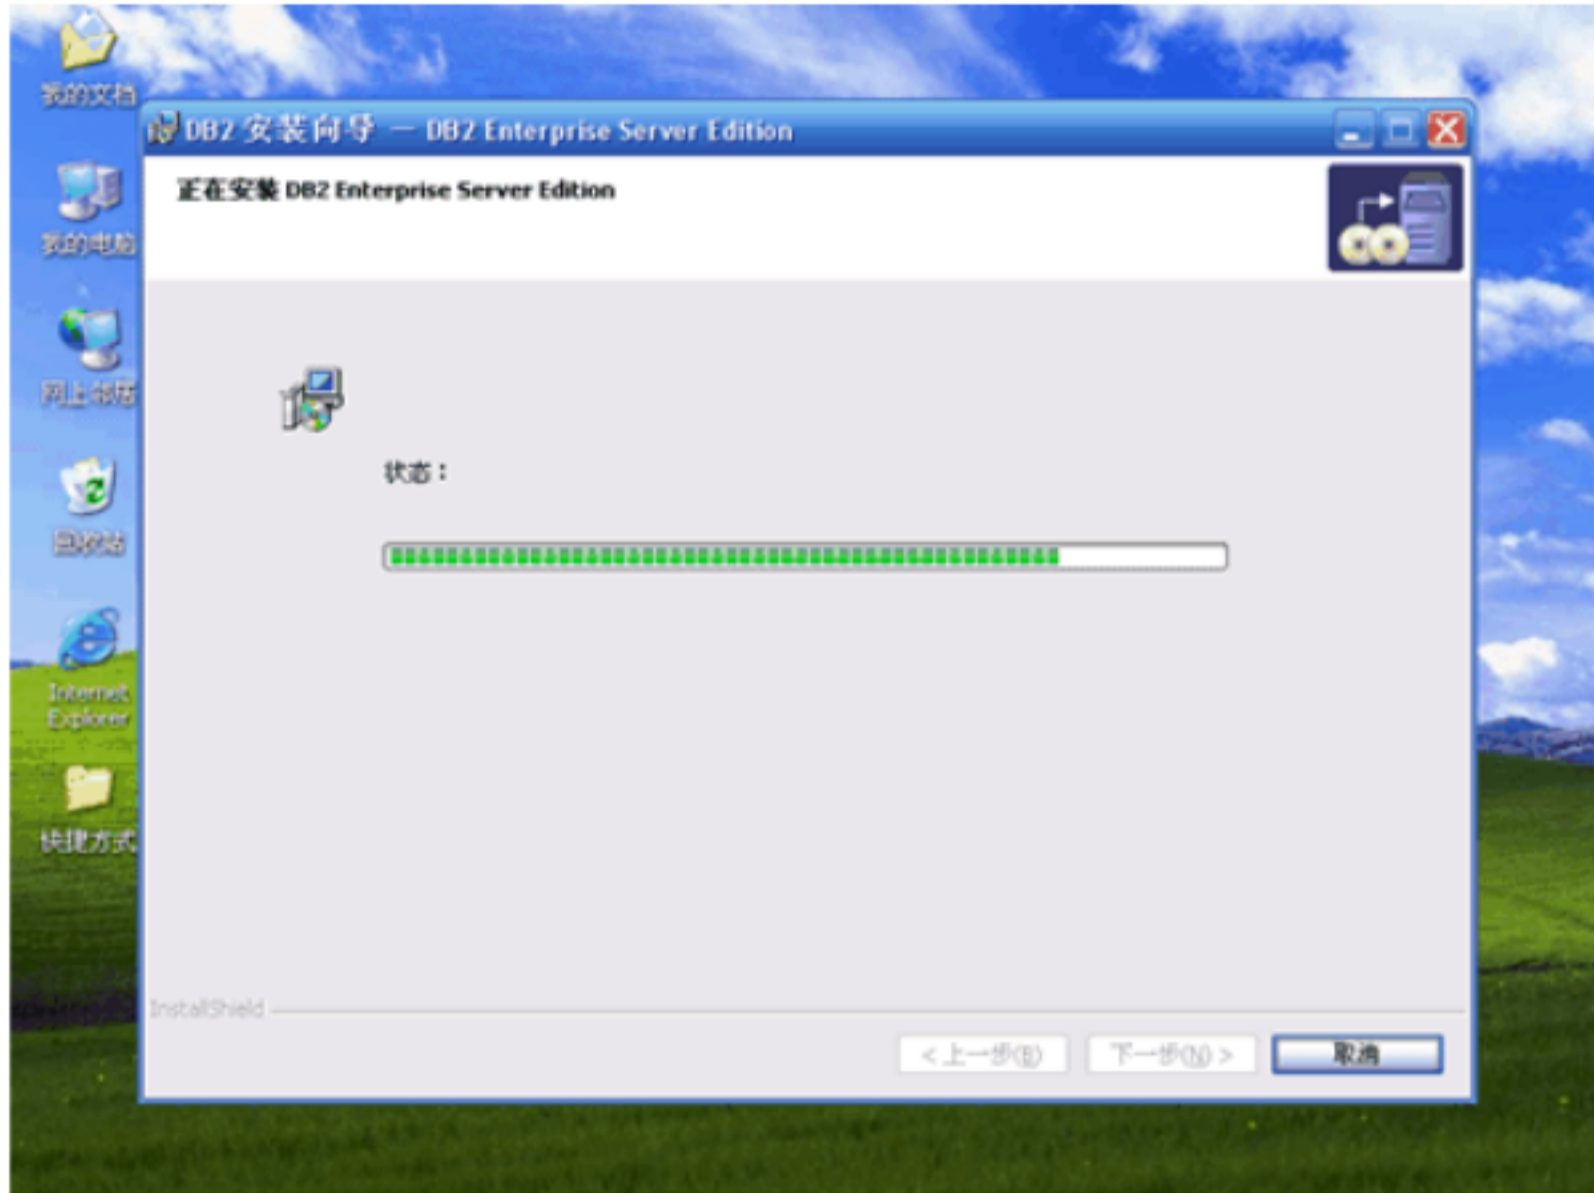 我的文档
我的电脑
网上邻居
回收站
Internet
Explorer
快捷方式
DB2 安装向导 － DB2 Enterprise Server Edition
正在安装 DB2 Enterprise Server Edition
状态：
InstallShield
< 上一步(B)
下一步(N) >
取消